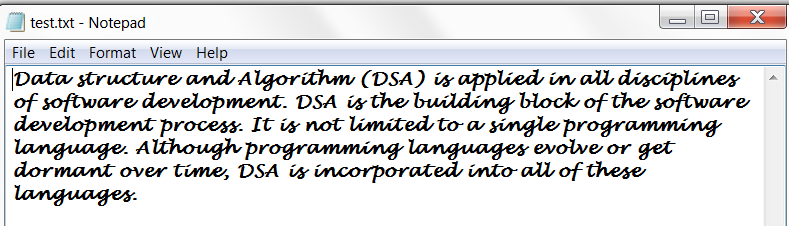 test.txt - Notepad
File Edit Format View Help
Data structure and Algorithm (DSA) is applied in all disciplines
of software development. DSA is the building block of the software
development process. It is not limited to a single programming
language. Although programming languages evolve or get
dormant over time, DSA is incorporated into all of these
languages.